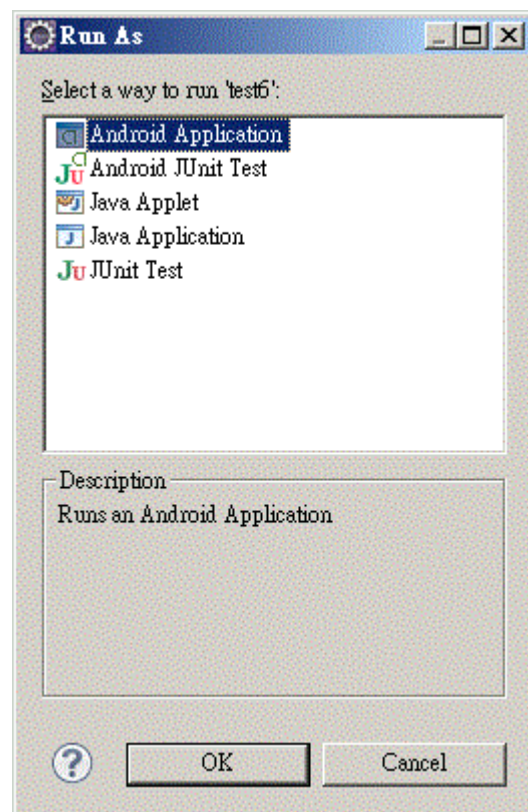 Run As
Select a way to run 'test6':
Android Application
Android JUnit Test
Java Applet
Java Application
JUnit Test
Description
Runs an Android Application
OK
Cancel